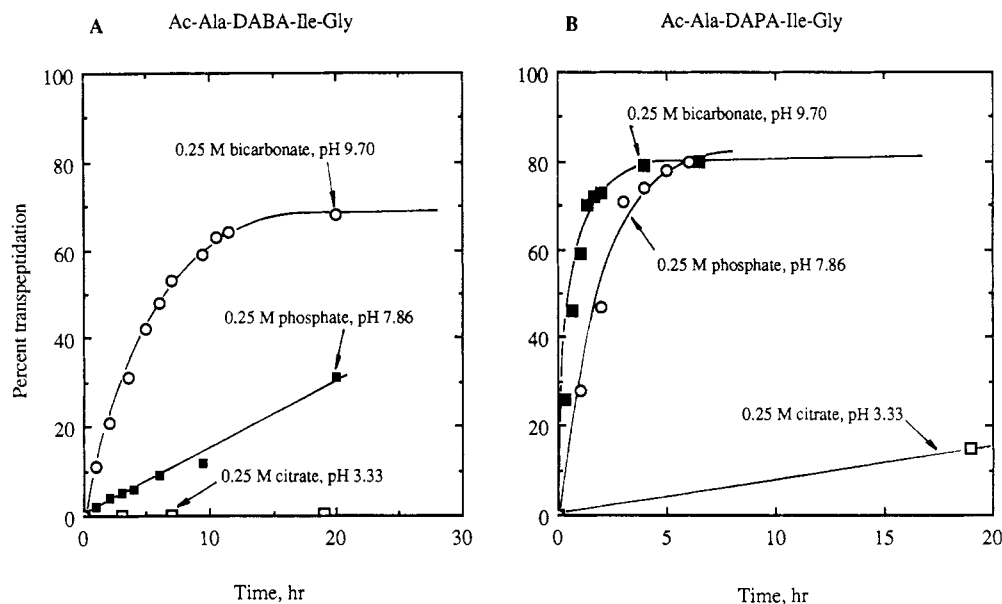 A
Ac-Ala-DABA-Ile-Gly
100
80
60
40
20
0
0
10
20
30
Percent transpeptidation
Time, hr
0.25 M bicarbonate, pH 9.70
0.25 M phosphate, pH 7.86
0.25 M citrate, pH 3.33
B
Ac-Ala-DAPA-Ile-Gly
100
80
60
40
20
0
0
5
10
15
20
Time, hr
0.25 M bicarbonate, pH 9.70
0.25 M phosphate, pH 7.86
0.25 M citrate, pH 3.33